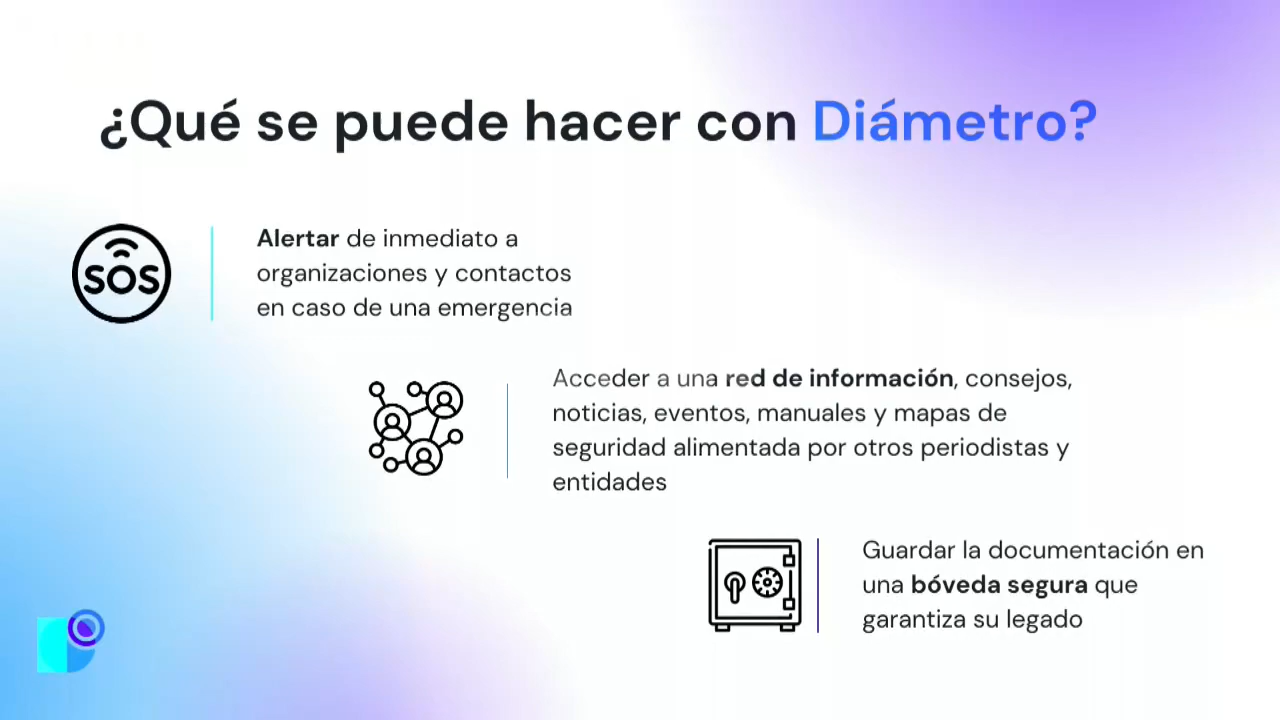 ¿Qué se puede hacer con Diámetro?
SOS
Alertar de inmediato a
organizaciones y contactos
en caso de una emergencia
Acceder a una red de información, consejos,
noticias, eventos, manuales y mapas de
seguridad alimentada por otros periodistas y
entidades
Guardar la documentación en
una bóveda segura que
garantiza su legado